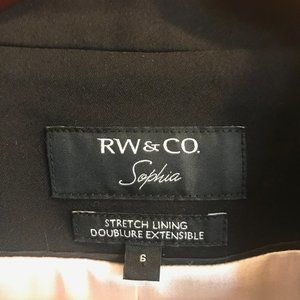 RW&CO.
Sophia
STRETCH LINING
DOUBLURE EXTENSIBLE
6